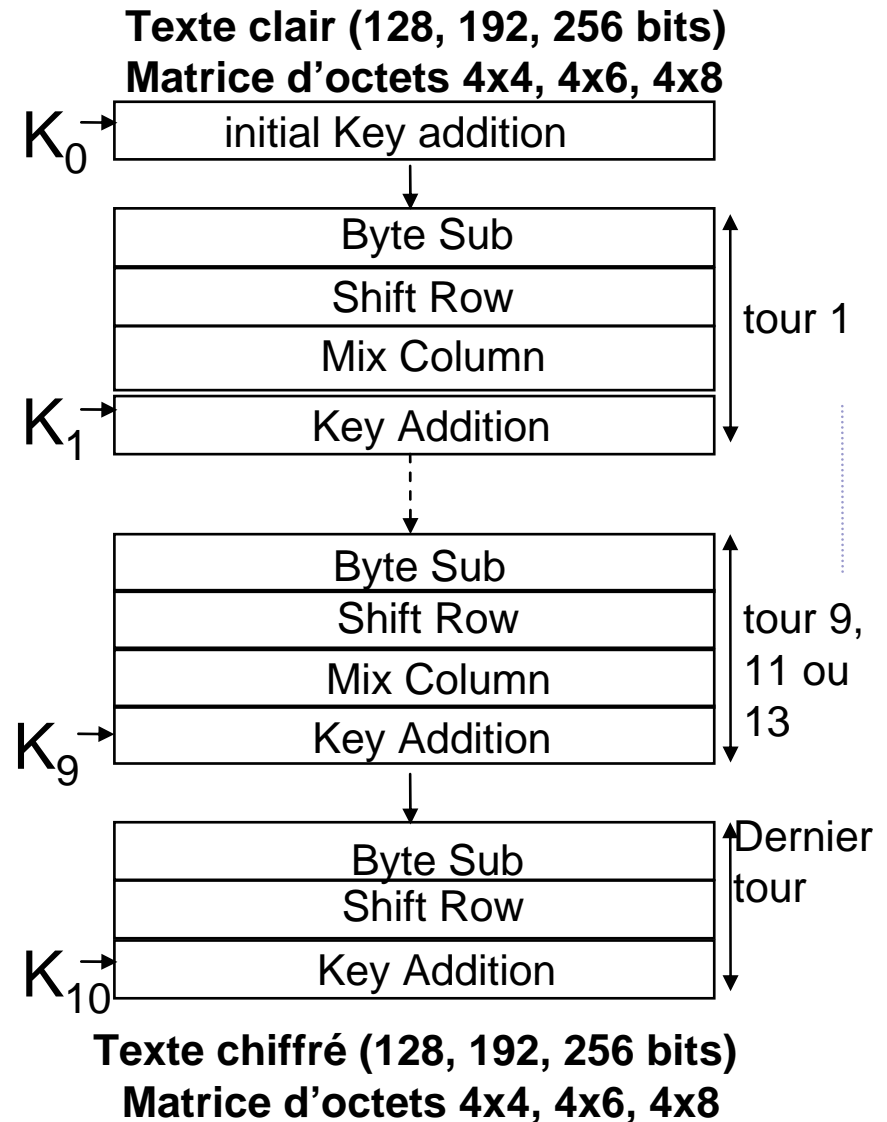 Texte clair (128, 192, 256 bits)
Matrice d'octets 4x4, 4x6, 4x8
K0
initial Key addition
Byte Sub
Shift Row
Mix Column
tour 1
K1
Key Addition
Byte Sub
Shift Row
Mix Column
tour 9,
11 ou
13
K9
Key Addition
Byte Sub
Shift Row
Dernier
tour
K10
Key Addition
Texte chiffré (128, 192, 256 bits)
Matrice d'octets 4x4, 4x6, 4x8